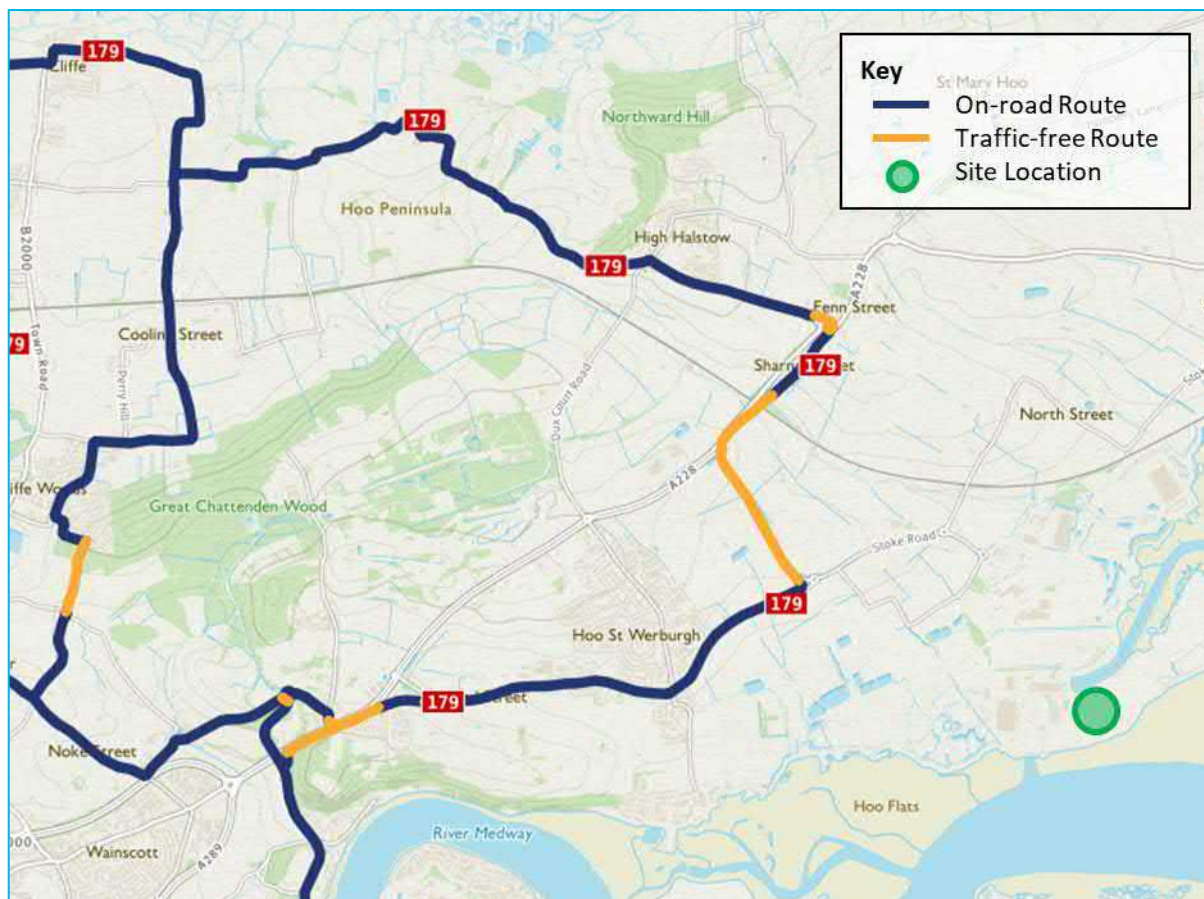 179
Cliffe
Key
On-road Route
Traffic-free Route
Site Location
St Mary Hoo
Lane
Northward Hill
179
Hoo Peninsula
High Halstow
B2000
179
A228
Fenn Street
Cooling Street
79
Town Road
Perry Hill
179
Dux Court Road
North Street
A228
Great Chattenden Wood
Stoke Road
179
Hoo St Werburgh
179
Street
Noke Street
Hoo Flats
River Medway
Wainscott
A289